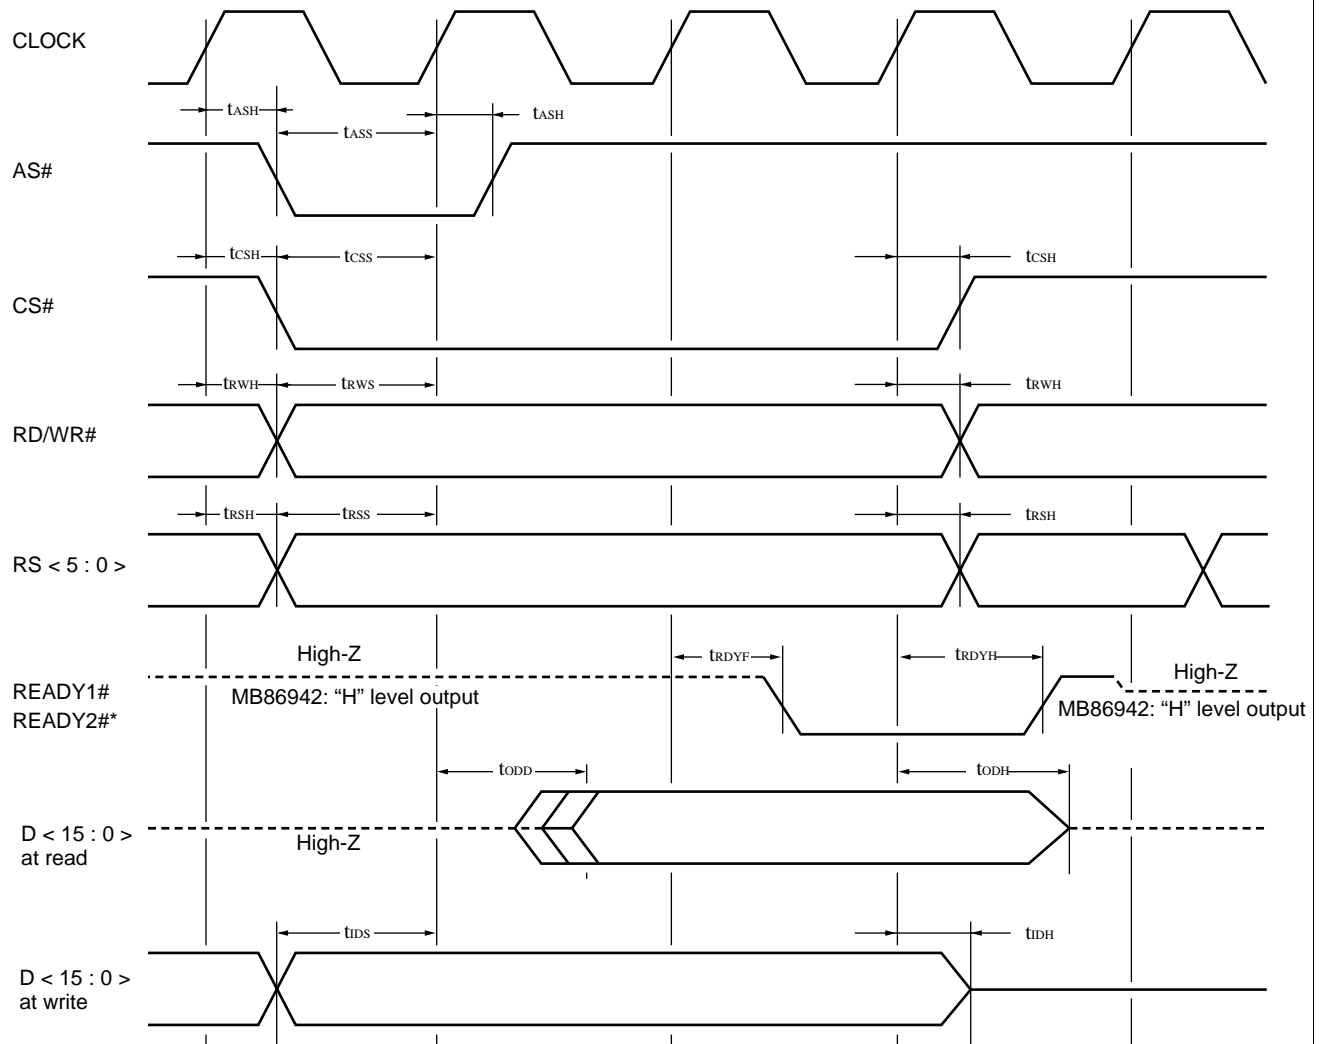 CLOCK
tASH
tASH
tASS
AS#
tCSH
tCSS
tCSH
CS#
tRWH
tRWS
tRWH
RD/WR#
tRSH
tRSS
tRSH
RS < 5 : 0 >
High-Z
tRDYF
tRDYH
High-Z
READY1#
MB86942: “H” level output
MB86942: “H” level output
READY2#*
tODD
tODH
D < 15 : 0 >
at read
High-Z
tIDS
tIDH
D < 15 : 0 >
at write